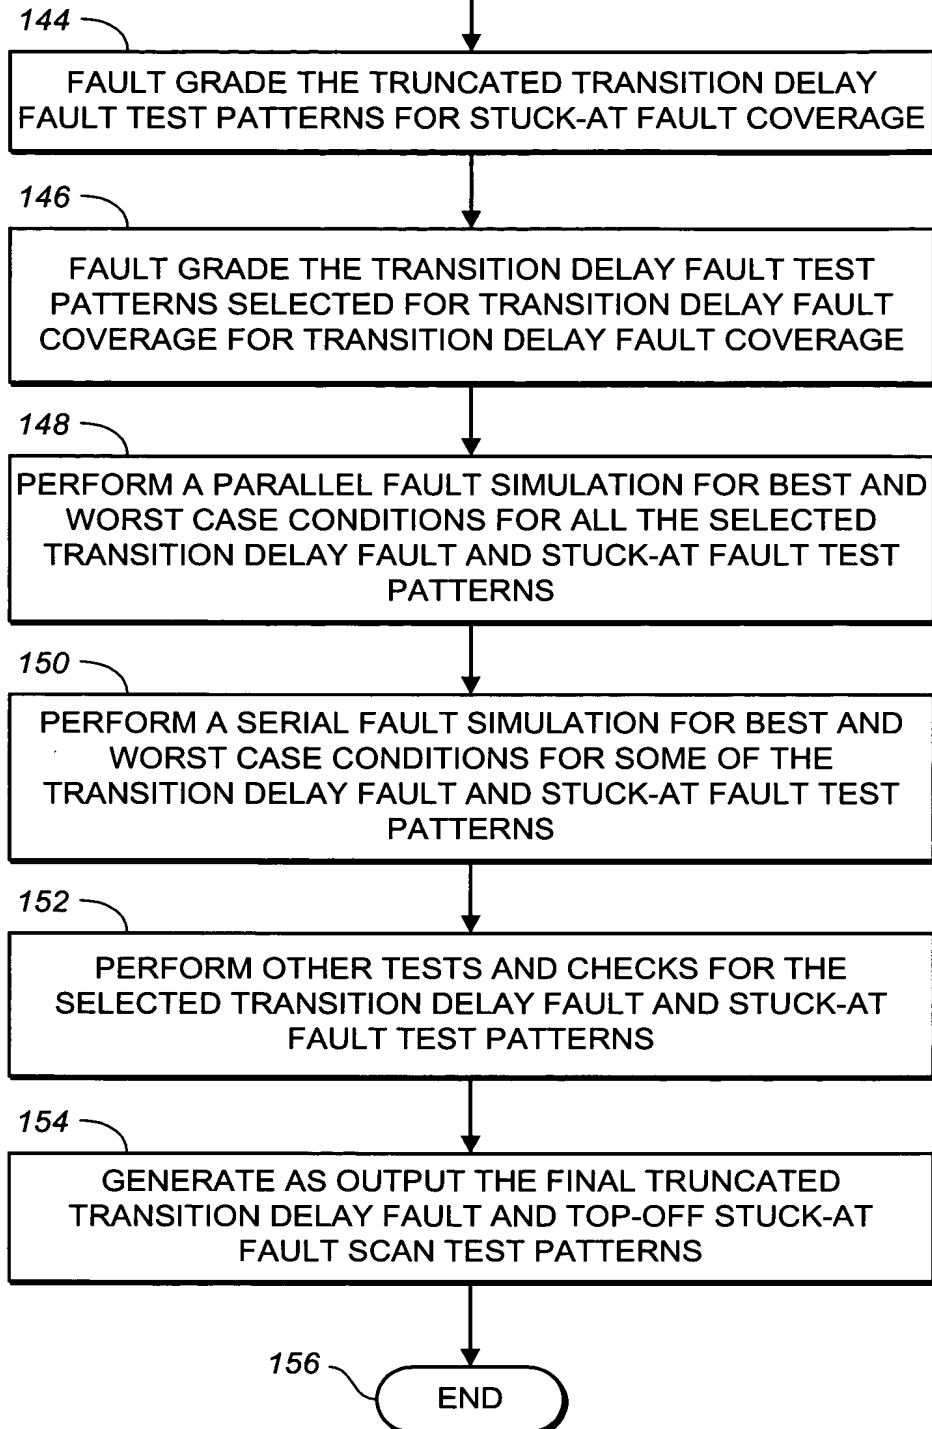 144
FAULT GRADE THE TRUNCATED TRANSITION DELAY
FAULT TEST PATTERNS FOR STUCK-AT FAULT COVERAGE
146
FAULT GRADE THE TRANSITION DELAY FAULT TEST
PATTERNS SELECTED FOR TRANSITION DELAY FAULT
COVERAGE FOR TRANSITION DELAY FAULT COVERAGE
148
PERFORM A PARALLEL FAULT SIMULATION FOR BEST AND
WORST CASE CONDITIONS FOR ALL THE SELECTED
TRANSITION DELAY FAULT AND STUCK-AT FAULT TEST
PATTERNS
150
PERFORM A SERIAL FAULT SIMULATION FOR BEST AND
WORST CASE CONDITIONS FOR SOME OF THE
TRANSITION DELAY FAULT AND STUCK-AT FAULT TEST
PATTERNS
152
PERFORM OTHER TESTS AND CHECKS FOR THE
SELECTED TRANSITION DELAY FAULT AND STUCK-AT
FAULT TEST PATTERNS
154
GENERATE AS OUTPUT THE FINAL TRUNCATED
TRANSITION DELAY FAULT AND TOP-OFF STUCK-AT
FAULT SCAN TEST PATTERNS
156
END